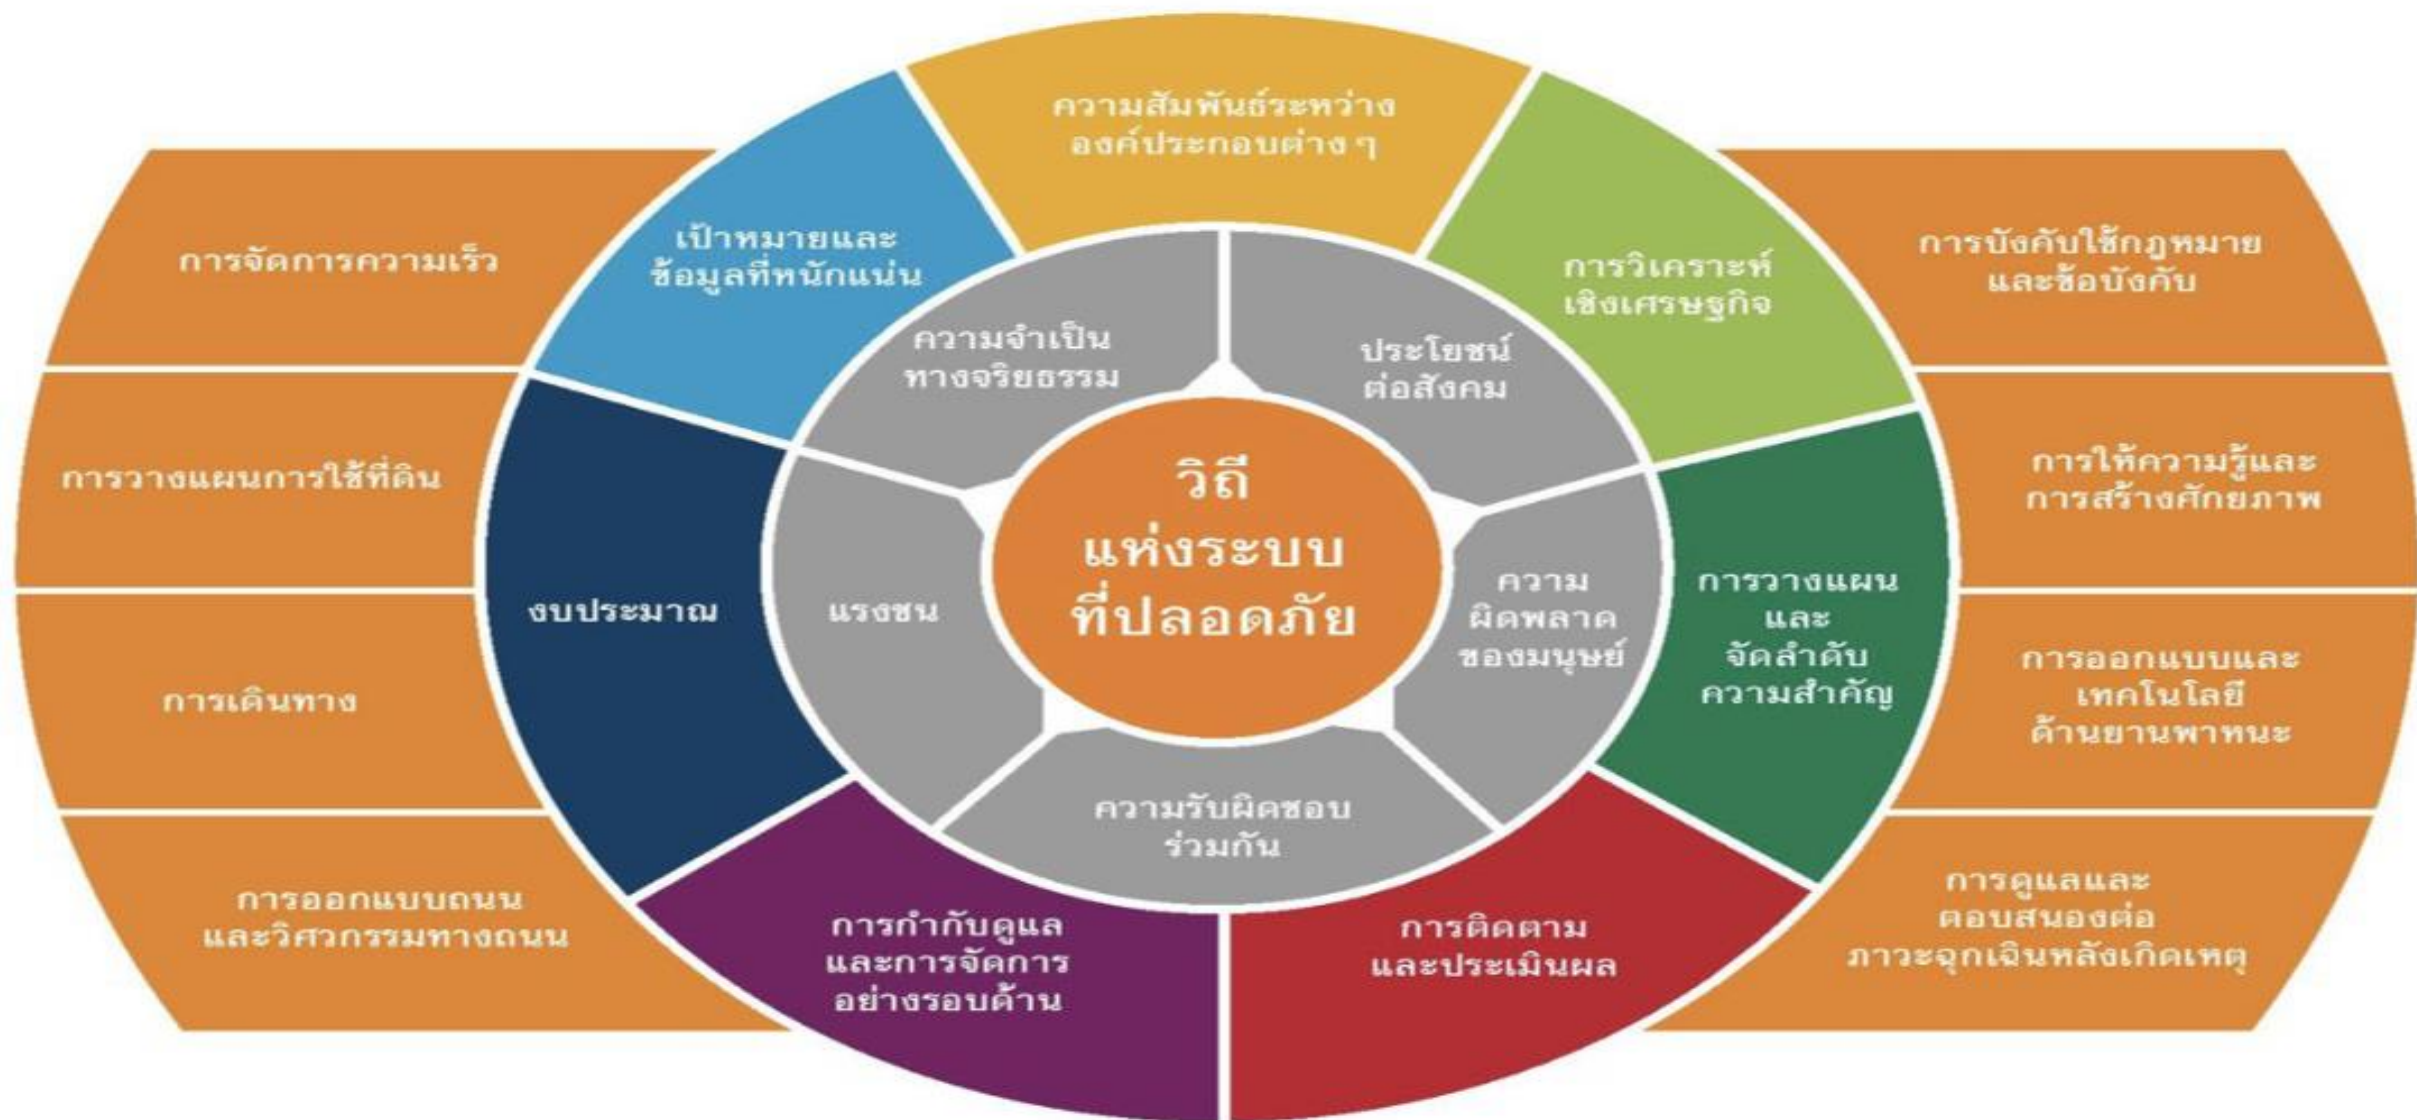 ความสัมพันธ์ระหว่าง
องค์ประกอบต่าง ๆ
เป้าหมายและ
ข้อมูลที่หนักแน่น
การวิเคราะห์
เชิงเศรษฐกิจ
งบประมาณ
การวางแผน
และ
จัดลำดับ
ความสำคัญ
การกำกับดูแล
และการจัดการ
อย่างรอบด้าน
การติดตาม
และประเมินผล
ความจำเป็น
ทางจริยธรรม
ประโยชน์
ต่อสังคม
แรงชน
ความ
ผิดพลาด
ของมนุษย์
ความรับผิดชอบ
ร่วมกัน
วิถี
แห่งระบบ
ที่ปลอดภัย
การจัดการความเร็ว
การวางแผนการใช้ที่ดิน
การเดินทาง
การออกแบบถนน
และวิศวกรรมทางถนน
การบังคับใช้กฎหมาย
และข้อบังคับ
การให้ความรู้และ
การสร้างศักยภาพ
การออกแบบและ
เทคโนโลยี
ด้านยานพาหนะ
การดูแลและ
ตอบสนองต่อ
ภาวะฉุกเฉินหลังเกิดเหตุ